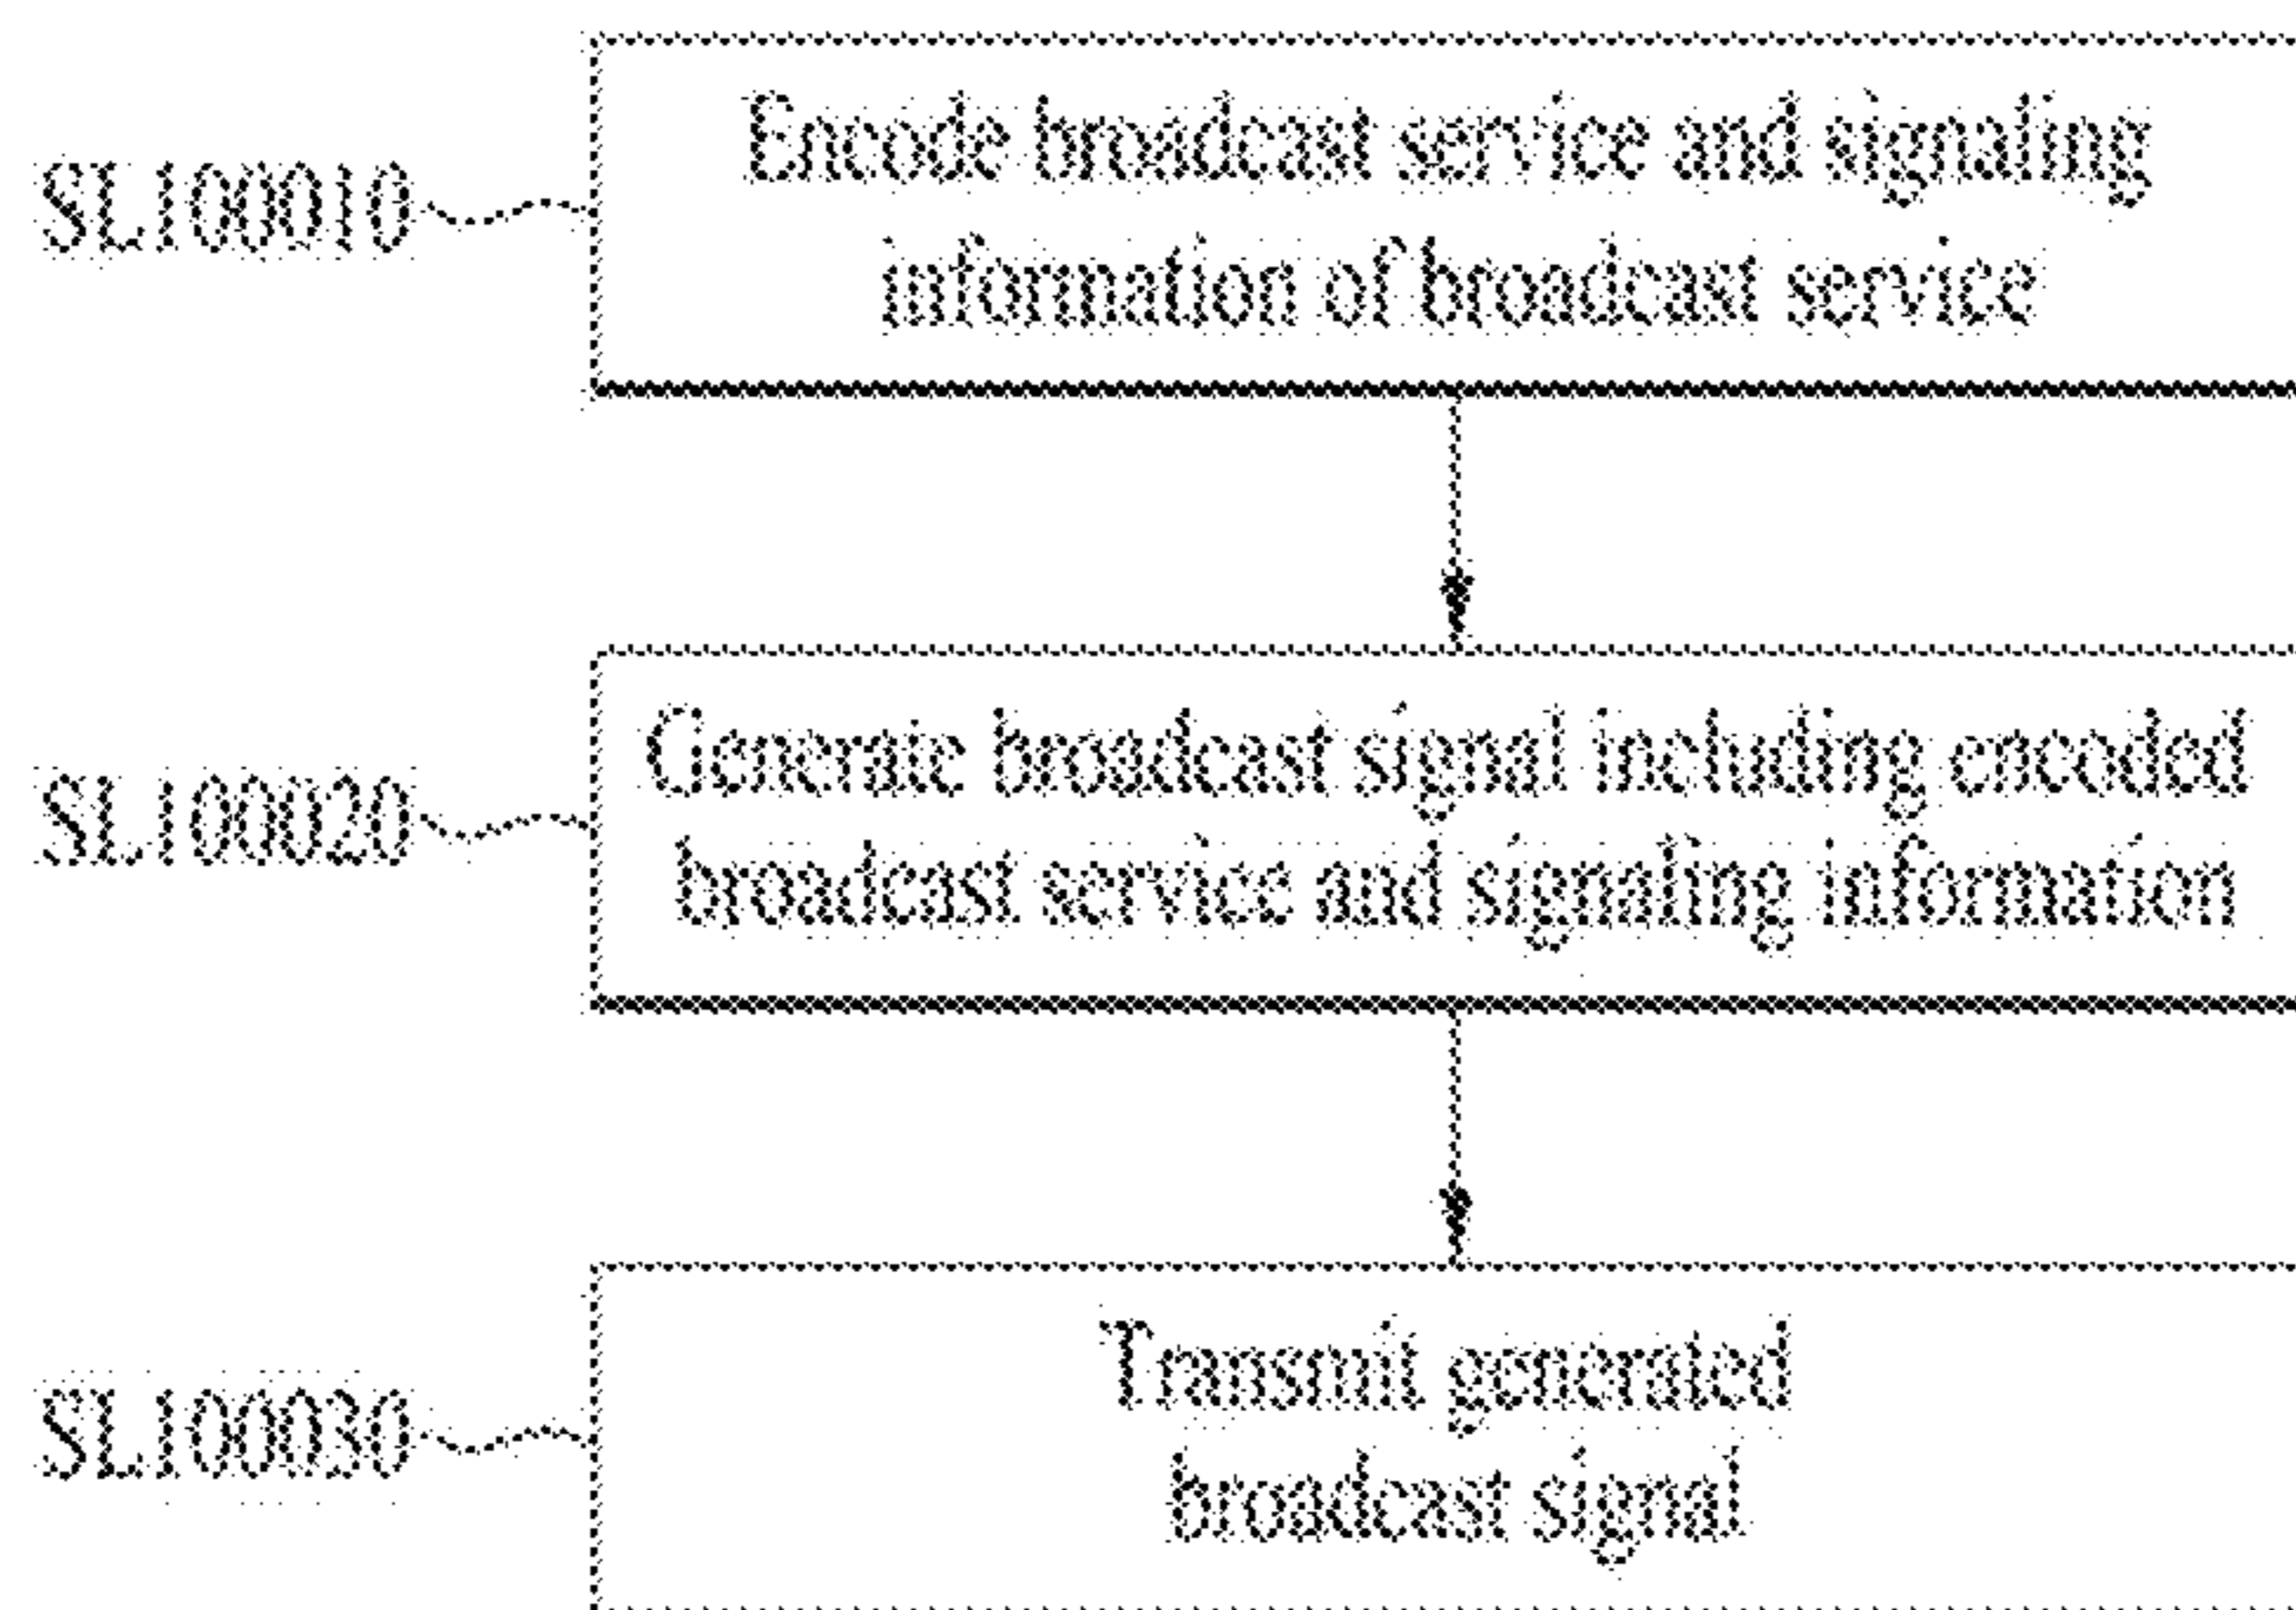 SL100010
Encode broadcast service and signaling
information of broadcast service
SL100020
Generate broadcast signal including encoded
broadcast service and signaling information
SL100030
Transmit generated
broadcast signal